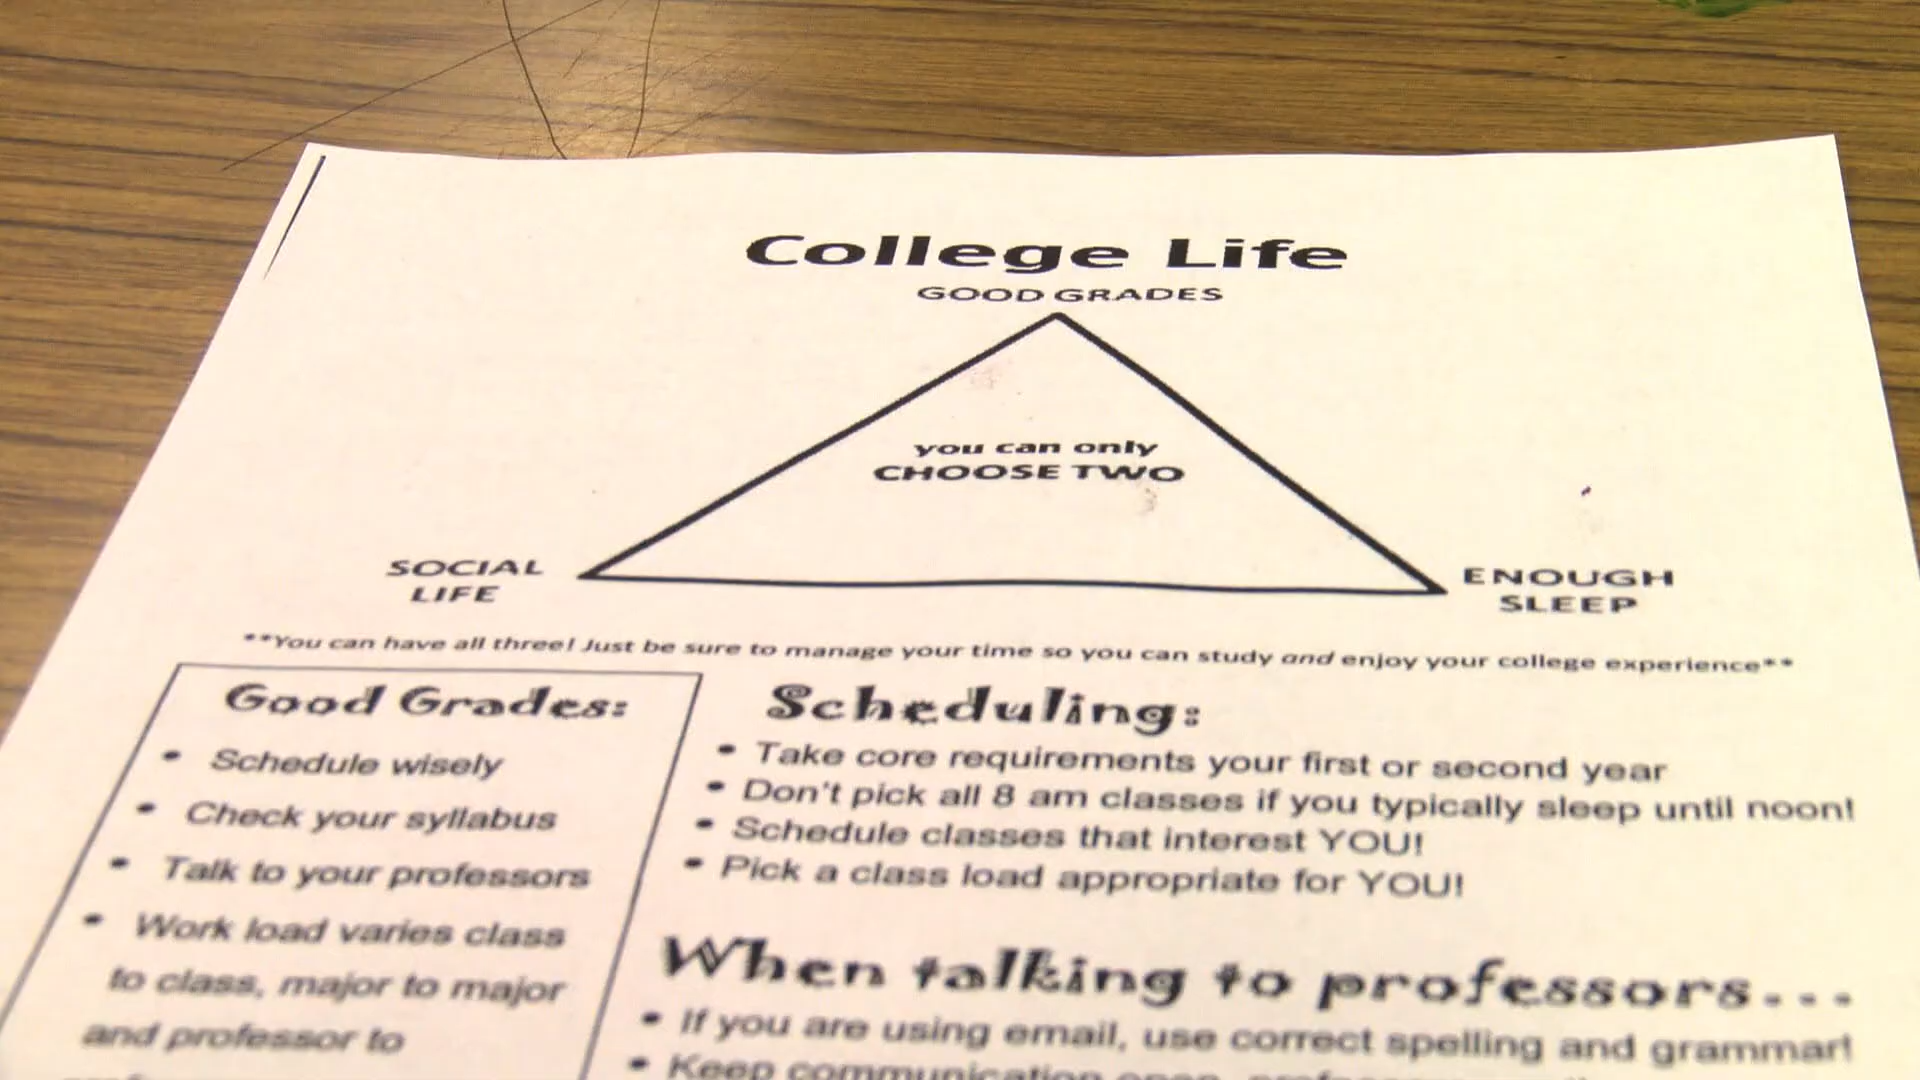 College Life
GOOD GRADES
you can only
CHOOSE TWO
SOCIAL
LIFE
ENOUGH
SLEEP
**You can have all three! Just be sure to manage your time so you can study and enjoy your college experience**
Good Grades:
• Schedule wisely
• Check your syllabus
• Talk to your professors
• Work load varies class
to class, major to major
and professor to
Scheduling:
• Take core requirements your first or second year
• Don't pick all 8 am classes if you typically sleep until noon!
• Schedule classes that interest YOU!
• Pick a class load appropriate for YOU!
When talking to professors...
• If you are using email, use correct spelling and grammar!
• Keep communication open,